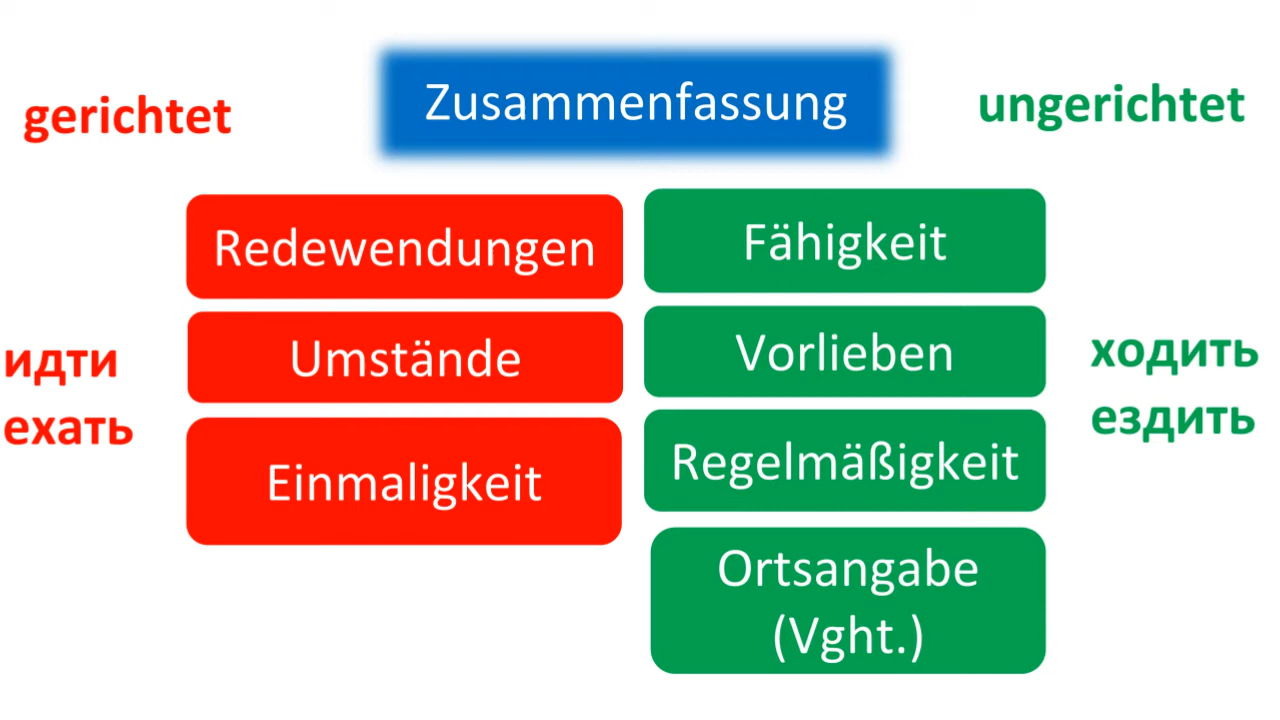 gerichtet
Zusammenfassung
ungerichtet
Redewendungen
Fähigkeit
Umstände
Vorlieben
идти
ехать
ходить
ездить
Einmaligkeit
Regelmäßigkeit
Ortsangabe
(Vght.)